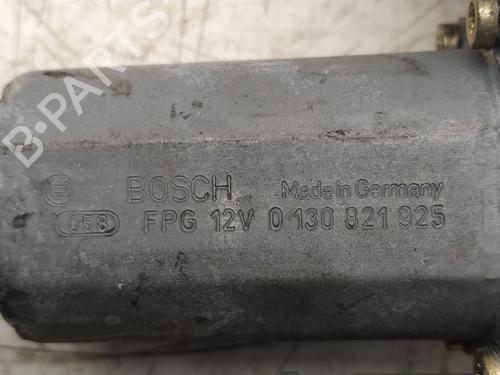 B-PARTS
BOSCH Made in Germany
058 FPG 12V 0 130 821 925